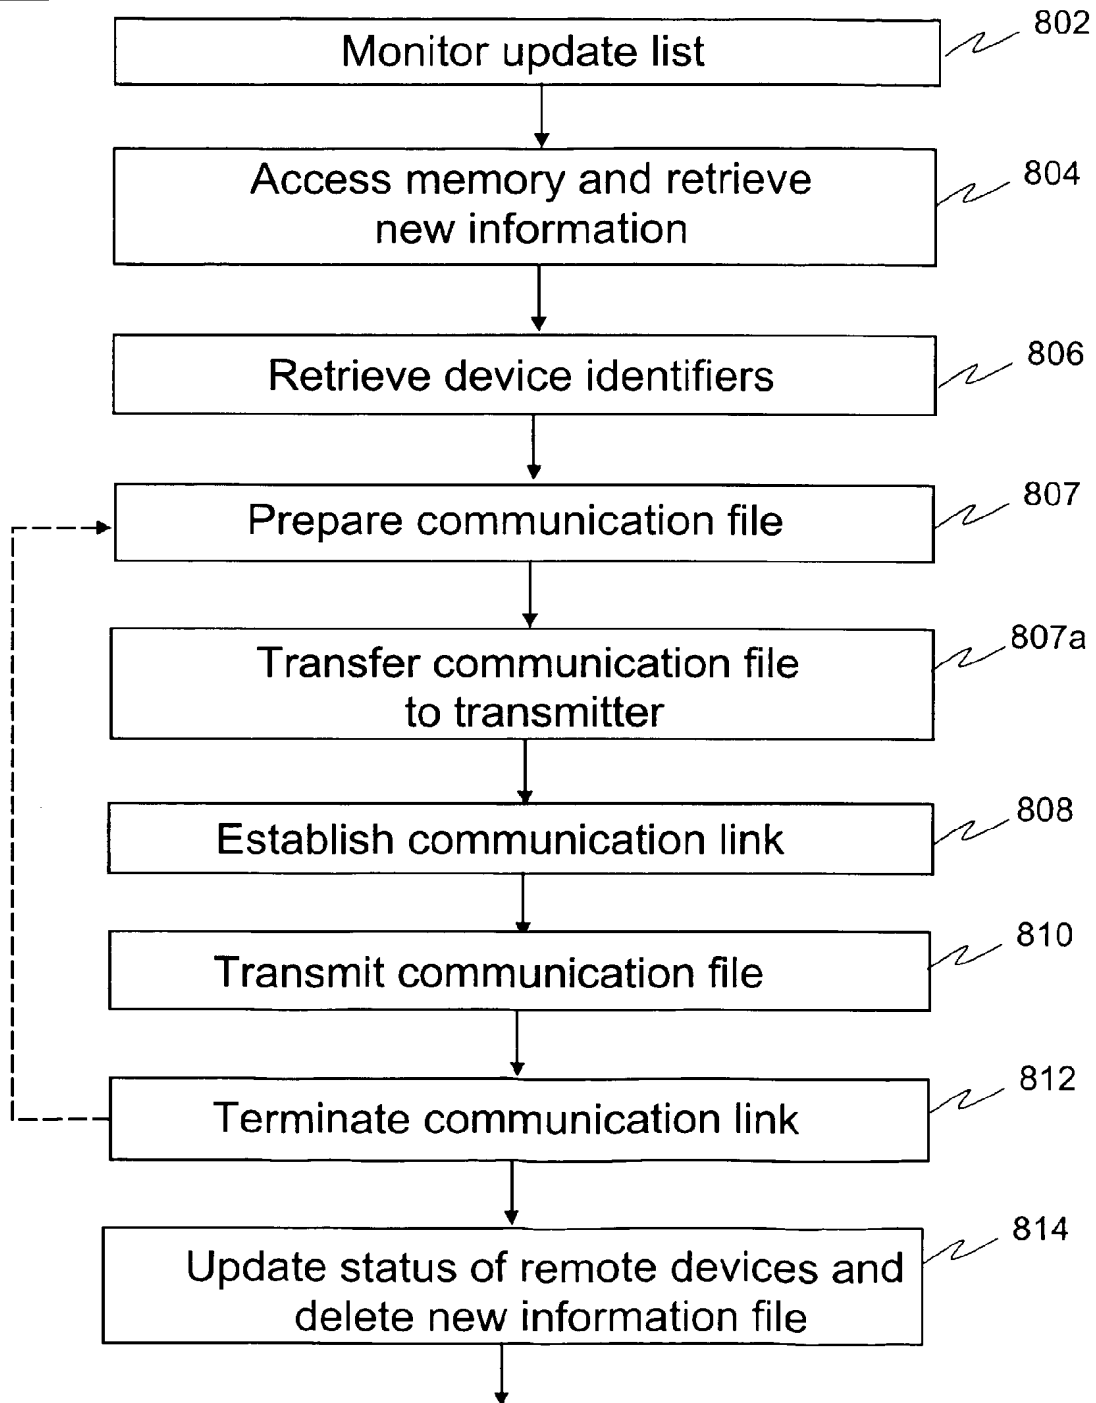 Monitor update list
802
Access memory and retrieve
new information
804
Retrieve device identifiers
806
Prepare communication file
807
Transfer communication file
to transmitter
807a
Establish communication link
808
Transmit communication file
810
Terminate communication link
812
Update status of remote devices and
delete new information file
814